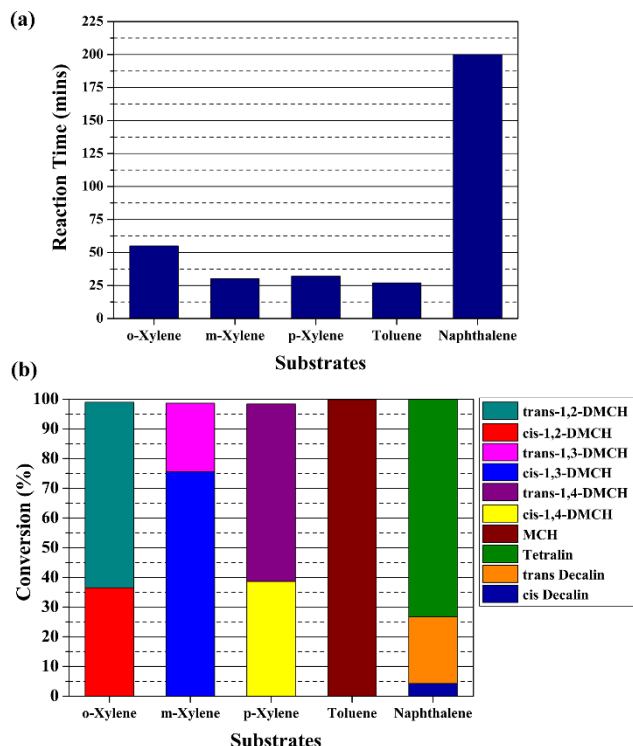 (a)
Reaction Time (mins)
225
200
175
150
125
100
75
50
25
0
o-Xylene m-Xylene p-Xylene Toluene Naphthalene
Substrates
(b)
Conversion (%)
100
90
80
70
60
50
40
30
20
10
0
o-Xylene m-Xylene p-Xylene Toluene Naphthalene
Substrates
trans-1,2-DMCH
cis-1,2-DMCH
trans-1,3-DMCH
cis-1,3-DMCH
trans-1,4-DMCH
cis-1,4-DMCH
MCH
Tetralin
trans Decalin
cis Decalin